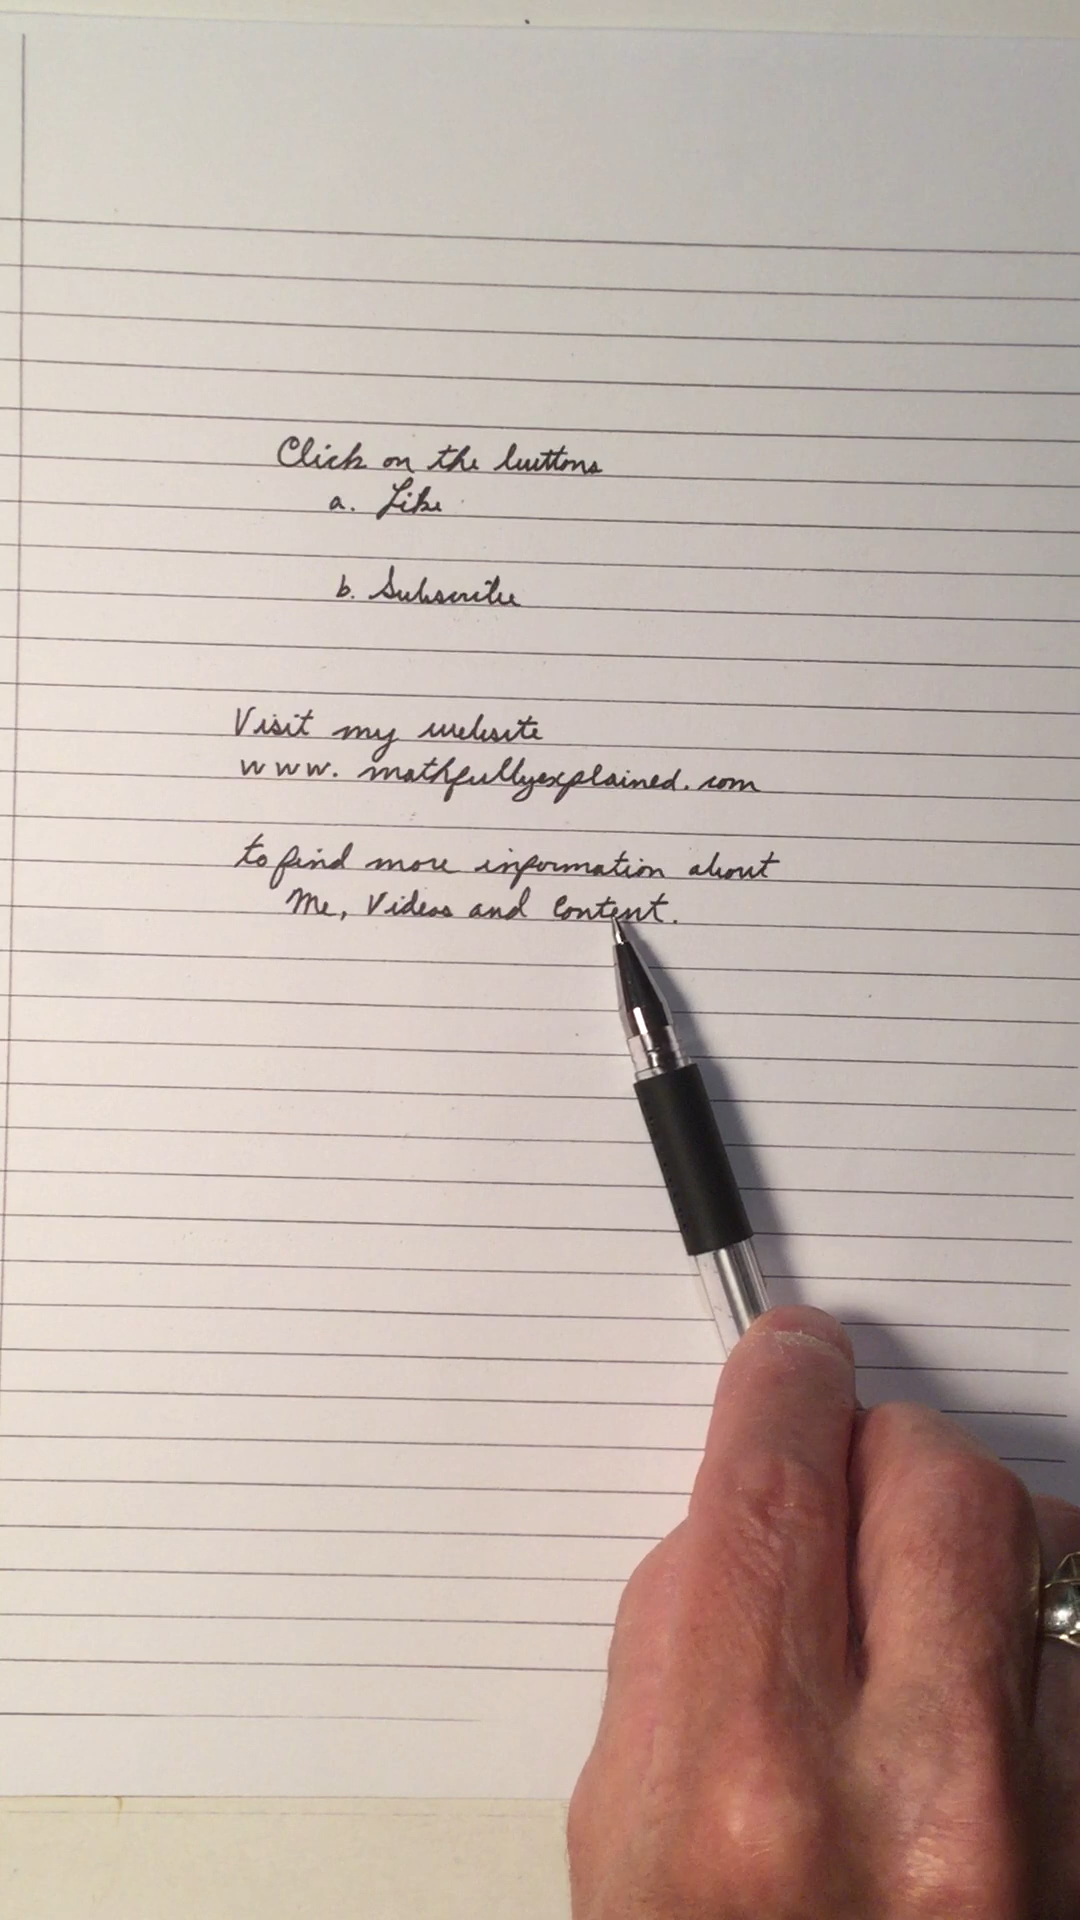 Click on the buttons
a. Like
b. Subscribe
Visit my website
www.mathfullyexplained.com
to find more information about
Me, Videos and Content.